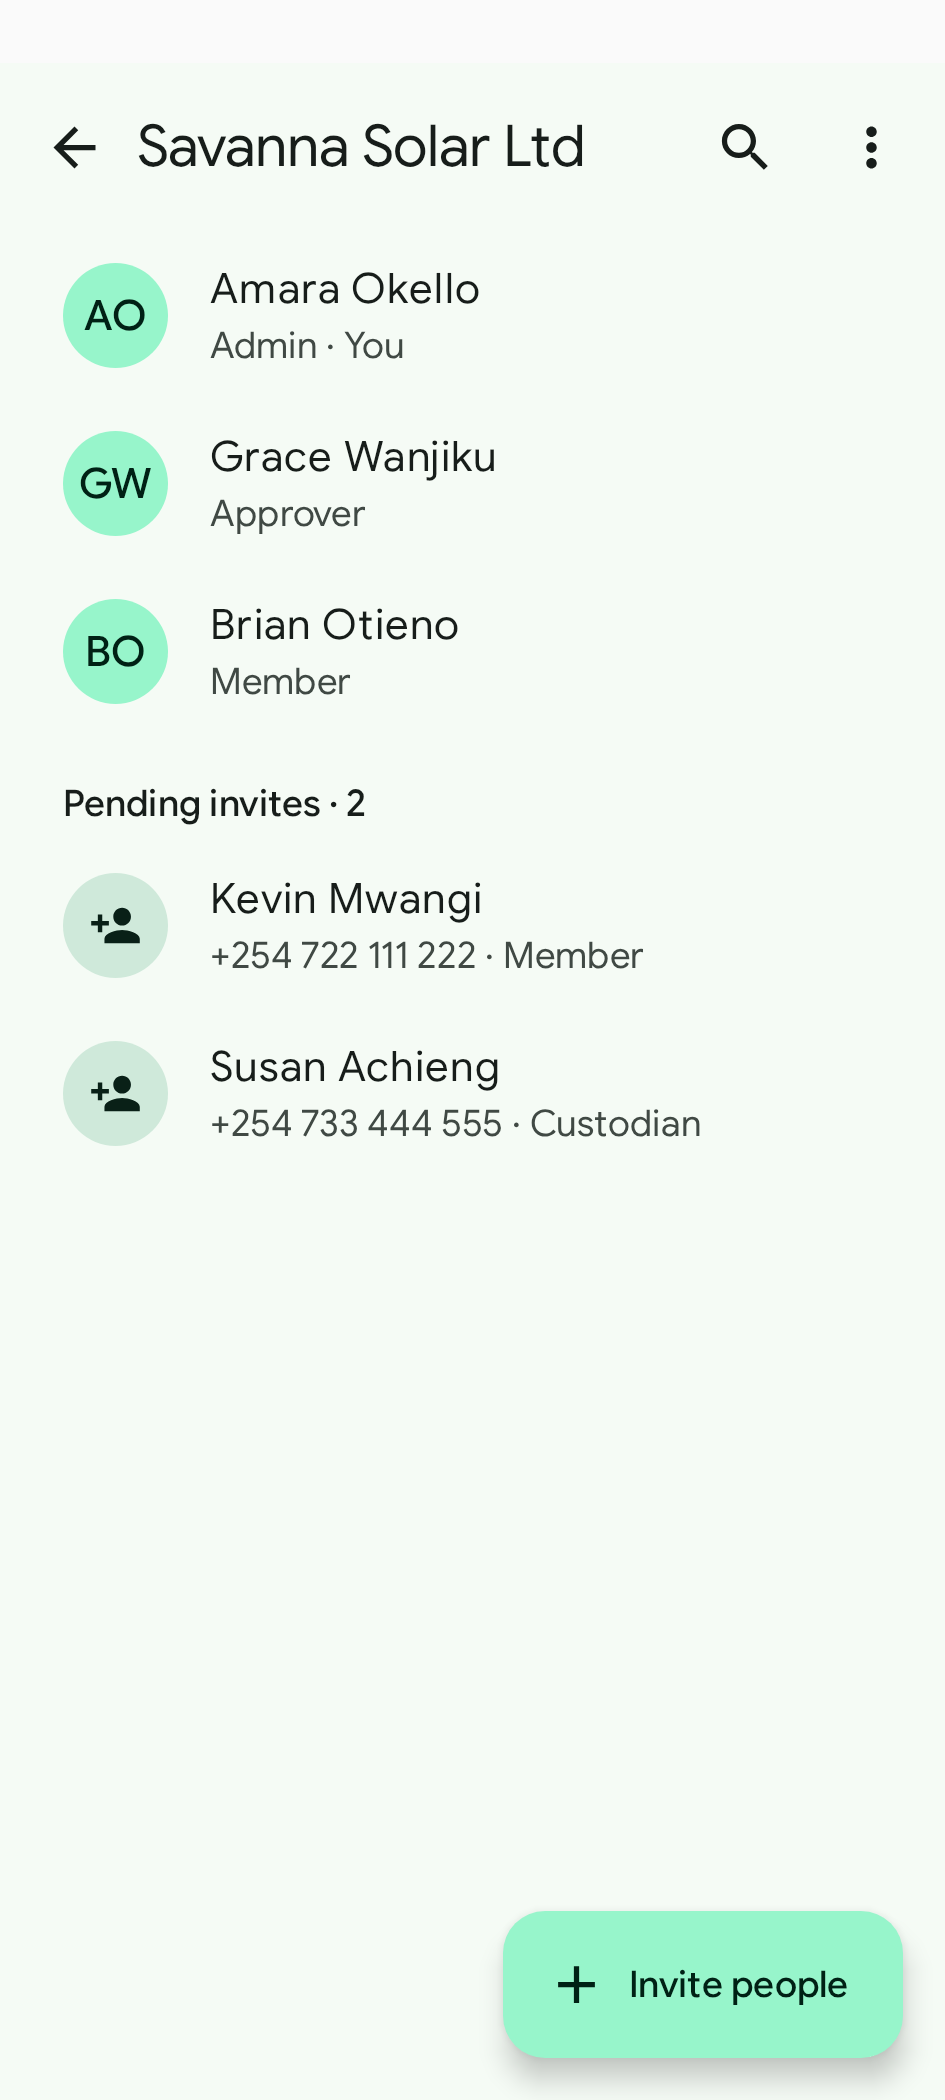 Savanna Solar Ltd
AO
Amara Okello
Admin · You
GW
Grace Wanjiku
Approver
BO
Brian Otieno
Member
Pending invites · 2
Kevin Mwangi
+254 722 111 222 · Member
Susan Achieng
+254 733 444 555 · Custodian
Invite people